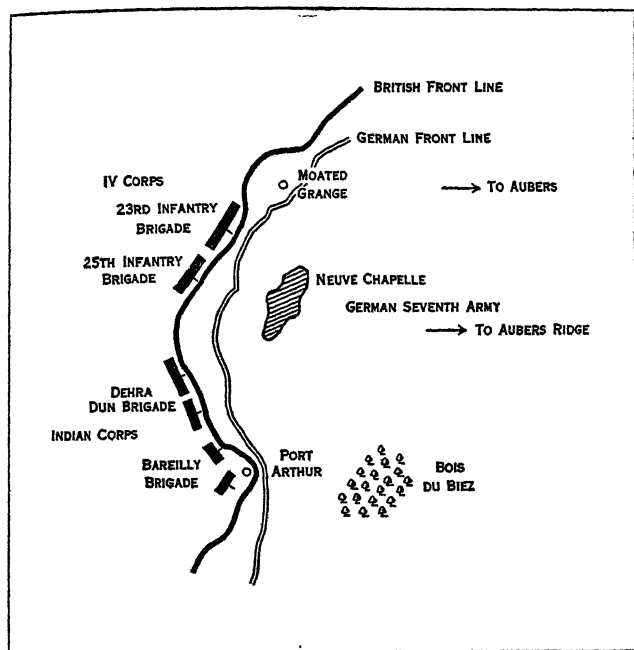 BRITISH FRONT LINE
GERMAN FRONT LINE
IV CORPS
MOATED
GRANGE
TO AUBERS
23RD INFANTRY
BRIGADE
25TH INFANTRY
BRIGADE
NEUVE CHAPELLE
GERMAN SEVENTH ARMY
TO AUBERS RIDGE
DEHRA
DUN BRIGADE
INDIAN CORPS
BAREILLY
BRIGADE
PORT
ARTHUR
BOIS
DU BIEZ